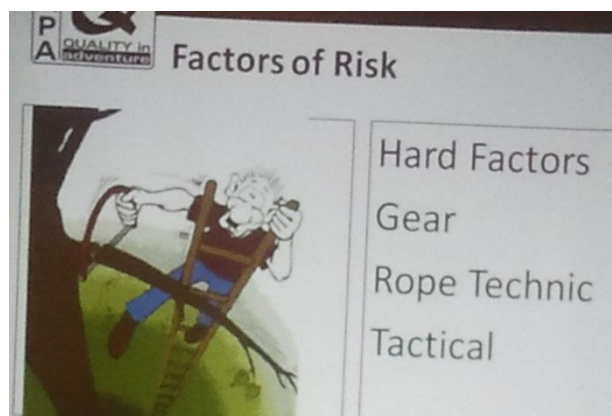 P
A
QUALITY in
adventure
Factors of Risk
Hard Factors
Gear
Rope Technic
Tactical